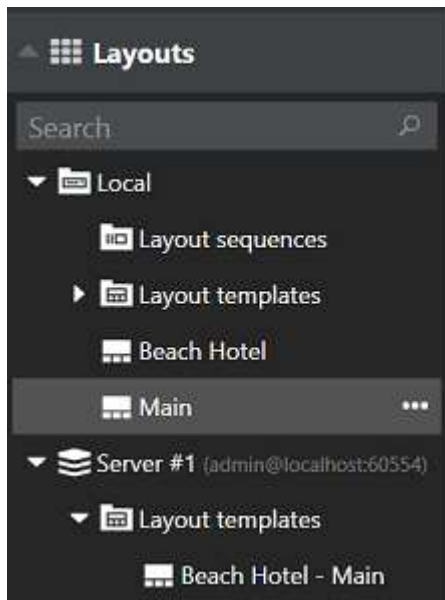 Layouts
Search
Local
Layout sequences
Layout templates
Beach Hotel
Main
Server #1 (admin@localhost:60554)
Layout templates
Beach Hotel - Main